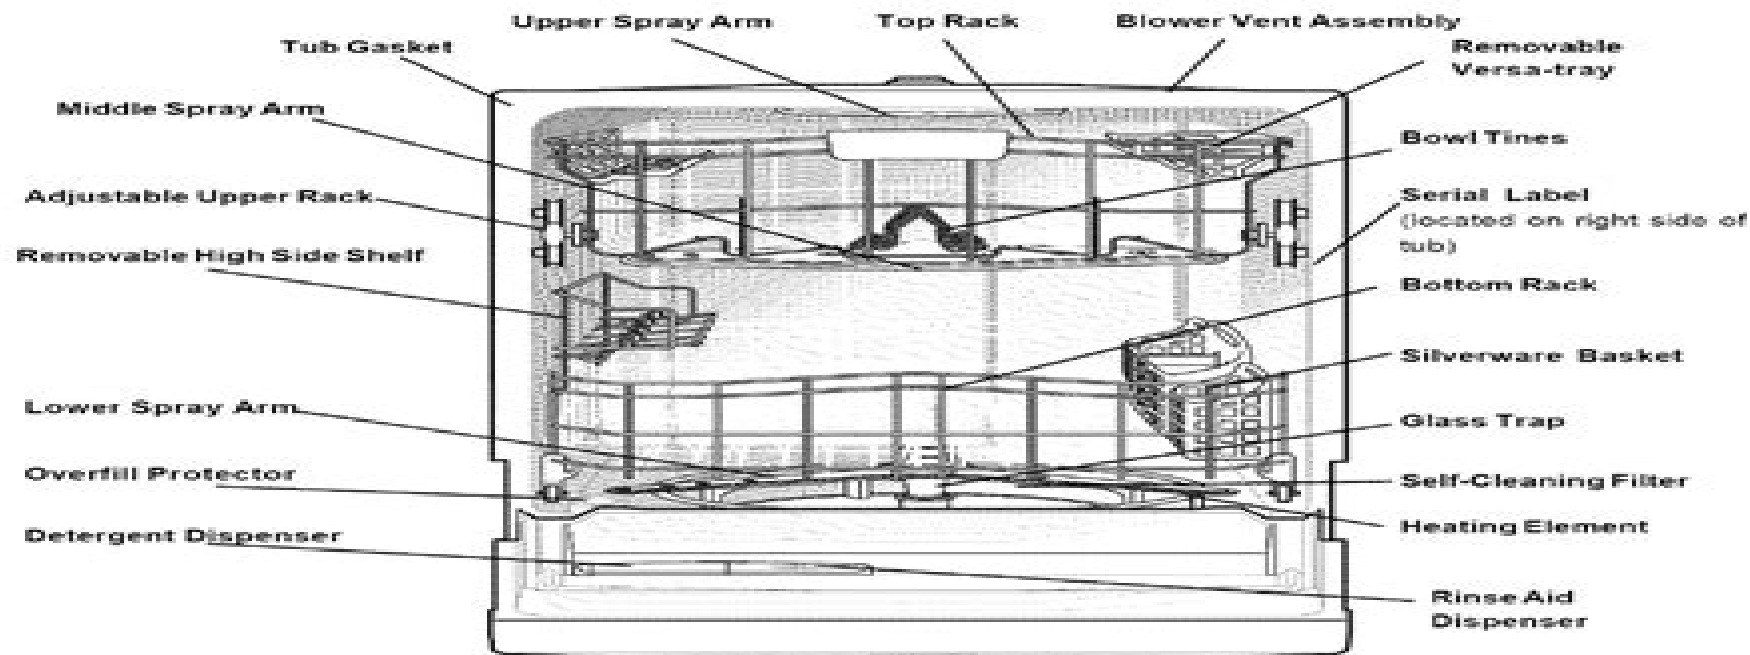 Upper Spray Arm
Top Rack
Blower Vent Assembly
Tub Gasket
Removable
Versa-tray
Middle Spray Arm
Bowl Tines
Adjustable Upper Rack
Serial Label
(located on right side of
tub)
Removable High Side Shelf
Bottom Rack
Silverware Basket
Lower Spray Arm
Glass Trap
Overfill Protector
Self-Cleaning Filter
Heating Element
Detergent Dispenser
Rinse Aid
Dispenser